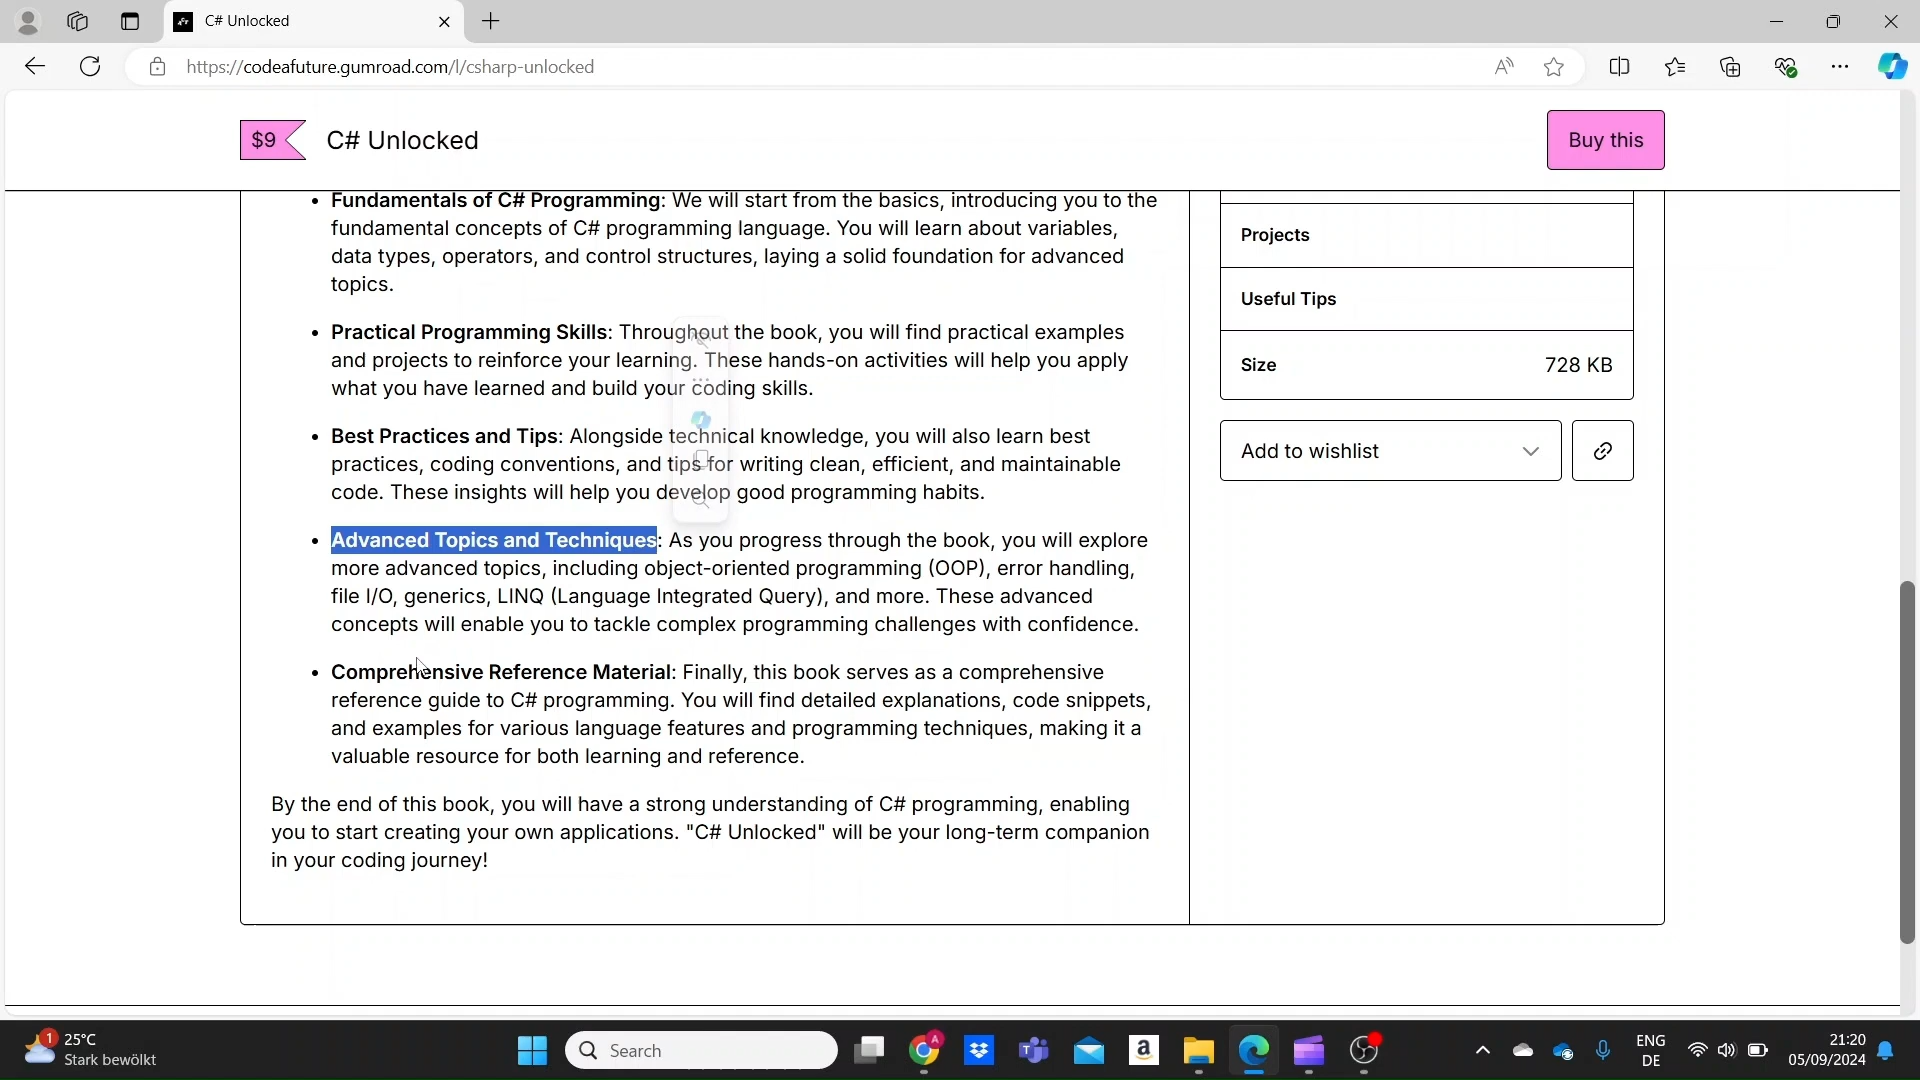 C# Unlocked
https://codeafuture.gumroad.com/l/csharp-unlocked
$9
C# Unlocked
Buy this
• Fundamentals of C# Programming: We will start from the basics, introducing you to the
fundamental concepts of C# programming language. You will learn about variables,
data types, operators, and control structures, laying a solid foundation for advanced
topics.
• Practical Programming Skills: Throughout the book, you will find practical examples
and projects to reinforce your learning. These hands-on activities will help you apply
what you have learned and build your coding skills.
• Best Practices and Tips: Alongside technical knowledge, you will also learn best
practices, coding conventions, and tips for writing clean, efficient, and maintainable
code. These insights will help you develop good programming habits.
• Advanced Topics and Techniques: As you progress through the book, you will explore
more advanced topics, including object-oriented programming (OOP), error handling,
file I/O, generics, LINQ (Language Integrated Query), and more. These advanced
concepts will enable you to tackle complex programming challenges with confidence.
• Comprehensive Reference Material: Finally, this book serves as a comprehensive
reference guide to C# programming. You will find detailed explanations, code snippets,
and examples for various language features and programming techniques, making it a
valuable resource for both learning and reference.
By the end of this book, you will have a strong understanding of C# programming, enabling
you to start creating your own applications. "C# Unlocked" will be your long-term companion
in your coding journey!
Projects
Useful Tips
Size 728 KB
Add to wishlist
1
25°C
Stark bewölkt
Search
A
a
ENG
DE
21:20
05/09/2024